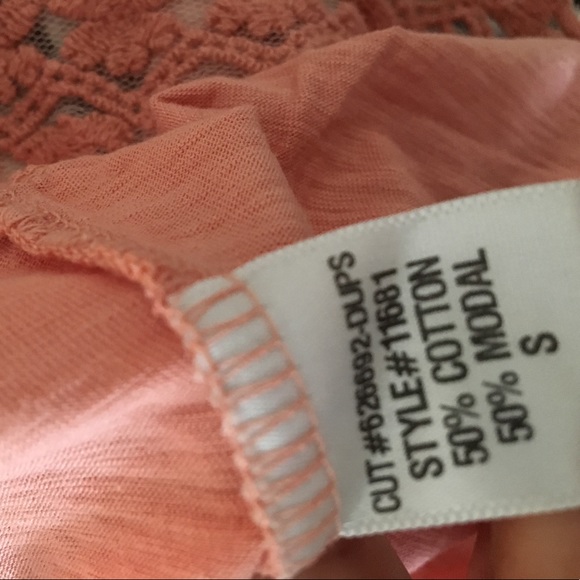 CUT#626692-DUPS
STYLE#11681
50% COTTON
50% MODAL
S